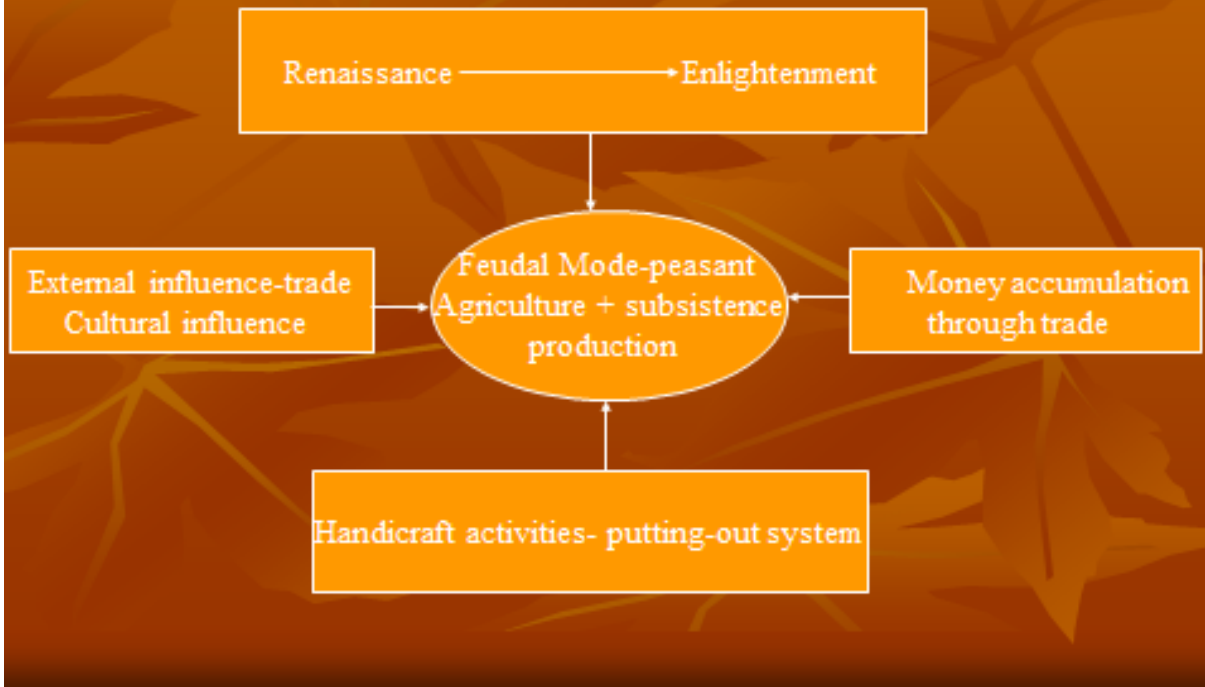 Renaissance Enlightenment
External influence-trade
Cultural influence
Feudal Mode-peasant
Agriculture + subsistence
production
Money accumulation
through trade
Handicraft activities- putting-out system